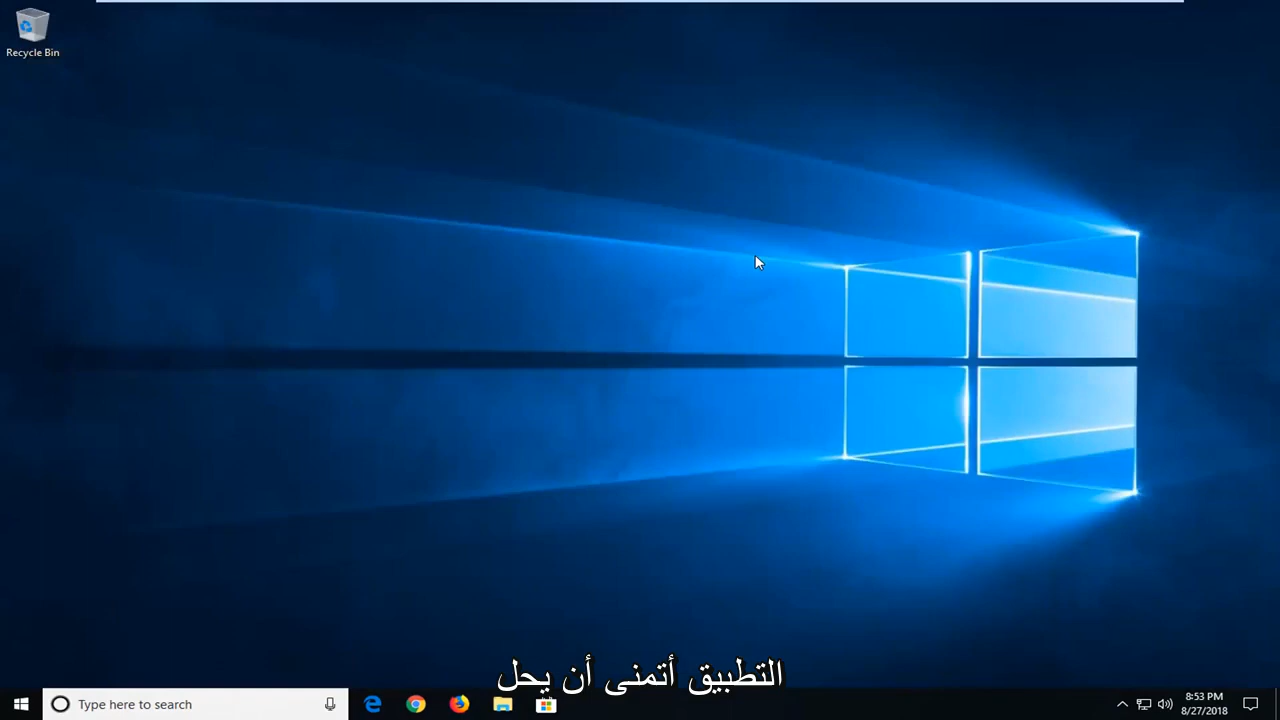 Recycle Bin
التطبيق أتمنى أن يحل
Type here to search
8:53 PM
8/27/2018